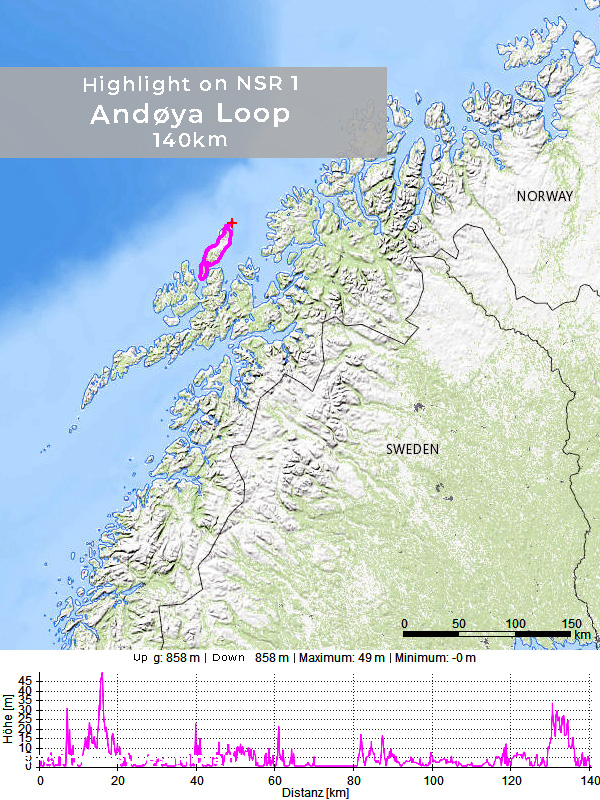 Highlight on NSR 1
Andøya Loop
140km
NORWAY
SWEDEN
0 50 100 150
km
Up g: 858 m | Down 858 m | Maximum: 49 m | Minimum: -0 m
Höhe [m]
45
40
35
30
25
20
15
10
5
0
0 20 40 60 80 100 120 140
Distanz [km]